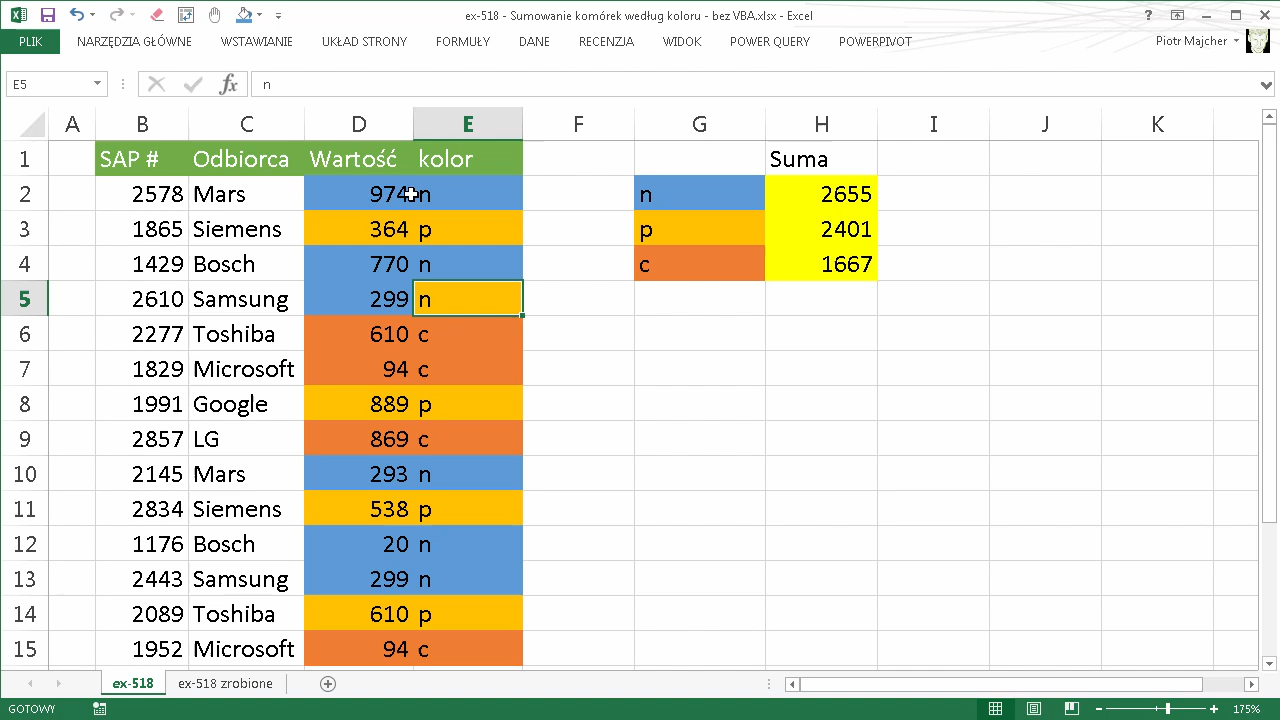 ex-518 - Sumowanie komórek według koloru - bez VBA.xlsx - Excel
PLIK NARZĘDZIA GŁÓWNE WSTAWIANIE UKŁAD STRONY FORMUŁY DANE RECENZJA WIDOK POWER QUERY POWERPIVOT Piotr Majcher
E5 fx n
A B C D E F G H I J K
1 SAP # Odbiorca Wartość kolor Suma
2 2578 Mars 974 n n 2655
3 1865 Siemens 364 p p 2401
4 1429 Bosch 770 n c 1667
5 2610 Samsung 299 n
6 2277 Toshiba 610 c
7 1829 Microsoft 94 c
8 1991 Google 889 p
9 2857 LG 869 c
10 2145 Mars 293 n
11 2834 Siemens 538 p
12 1176 Bosch 20 n
13 2443 Samsung 299 n
14 2089 Toshiba 610 p
15 1952 Microsoft 94 c
ex-518 ex-518 zrobione
GOTOWY 175%